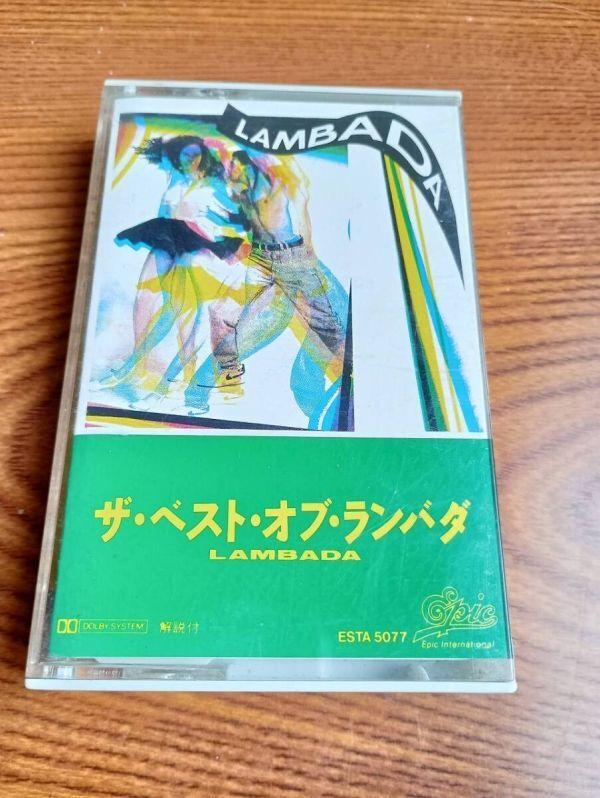 LAMBADA
ザ・ベスト・オブ・ランバダ
LAMBADA
DOLBY SYSTEM 解説付
ESTA 5077
Epic
Epic International